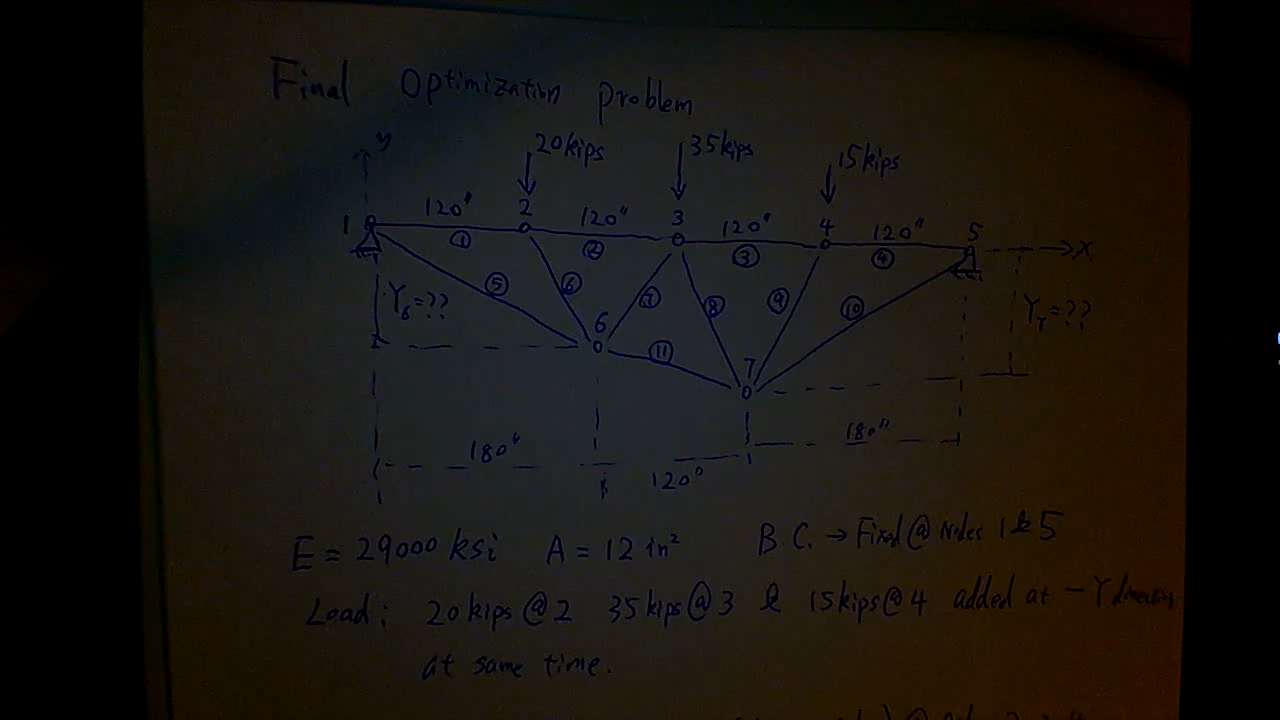 Final Optimization problem
y
20kips 35kips 15kips
120" 120" 120" 120"
1 2 3 4 5
x
① ② ③ ④
⑤ ⑥ ⑦ ⑧ ⑨ ⑩
Y6=?? Y7=??
6
⑪
7
180" 120" 180"
E = 29000 ksi A = 12 in² B.C. → Fixed @ Nodes 1 & 5
Load: 20kips@2 35kips@3 & 15kips@4 added at -Y direction
at same time.